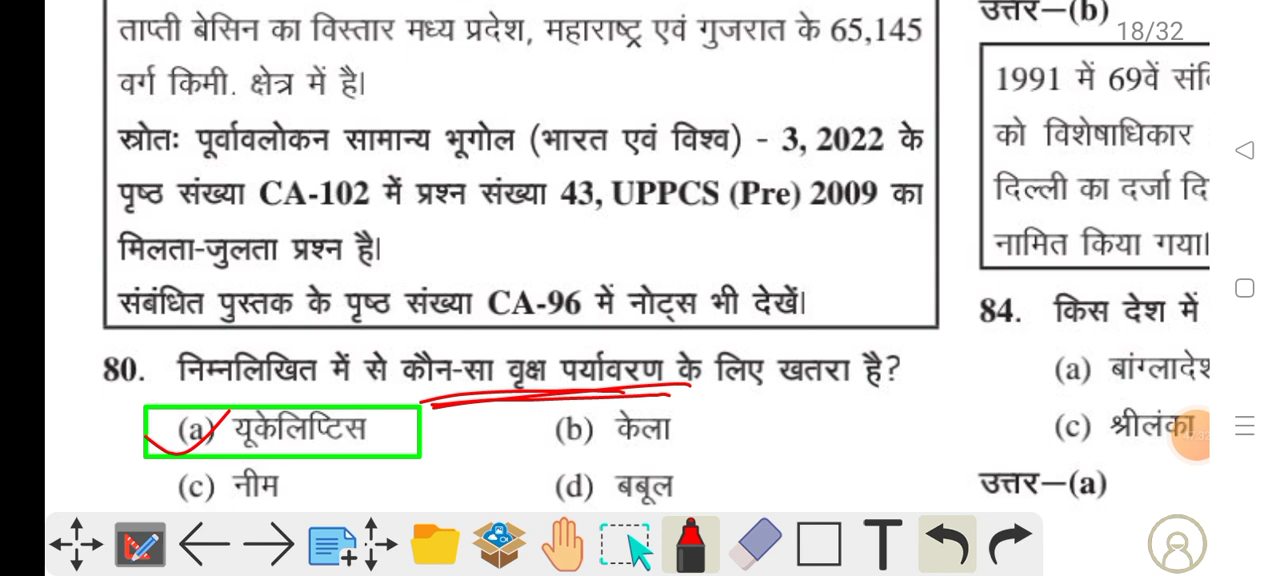 ताप्ती बेसिन का विस्तार मध्य प्रदेश, महाराष्ट्र एवं गुजरात के 65,145
वर्ग किमी. क्षेत्र में है।
स्रोतः पूर्वावलोकन सामान्य भूगोल (भारत एवं विश्व) - 3, 2022 के
पृष्ठ संख्या CA-102 में प्रश्न संख्या 43, UPPCS (Pre) 2009 का
मिलता-जुलता प्रश्न है।
संबंधित पुस्तक के पृष्ठ संख्या CA-96 में नोट्स भी देखें।
80. निम्नलिखित में से कौन-सा वृक्ष पर्यावरण के लिए खतरा है?
(a) यूकेलिप्टिस (b) केला
(c) नीम (d) बबूल
उत्तर—(b)
18/32
1991 में 69वें
को विशेषाधिकार
दिल्ली का दर्जा
नामित किया गया।
84. किस देश में
(a) बांग्लादेश
(c) श्रीलंका
उत्तर—(a)
T